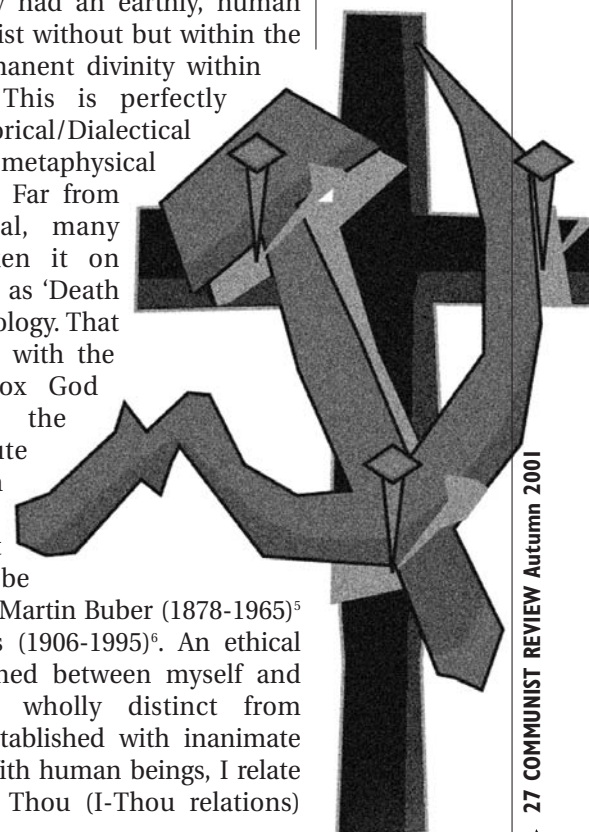 had an earthly, human
ist without but within the
manent divinity within
This is perfectly
orical/Dialectical
metaphysical
Far from
al, many
en it on
as ‘Death
ology. That
with the
ox God
the
ute
be
Martin Buber (1878-1965)⁵
s (1906-1995)⁶. An ethical
ned between myself and
wholly distinct from
tablished with inanimate
ith human beings, I relate
Thou (I-Thou relations)
27 COMMUNIST REVIEW Autumn 2001